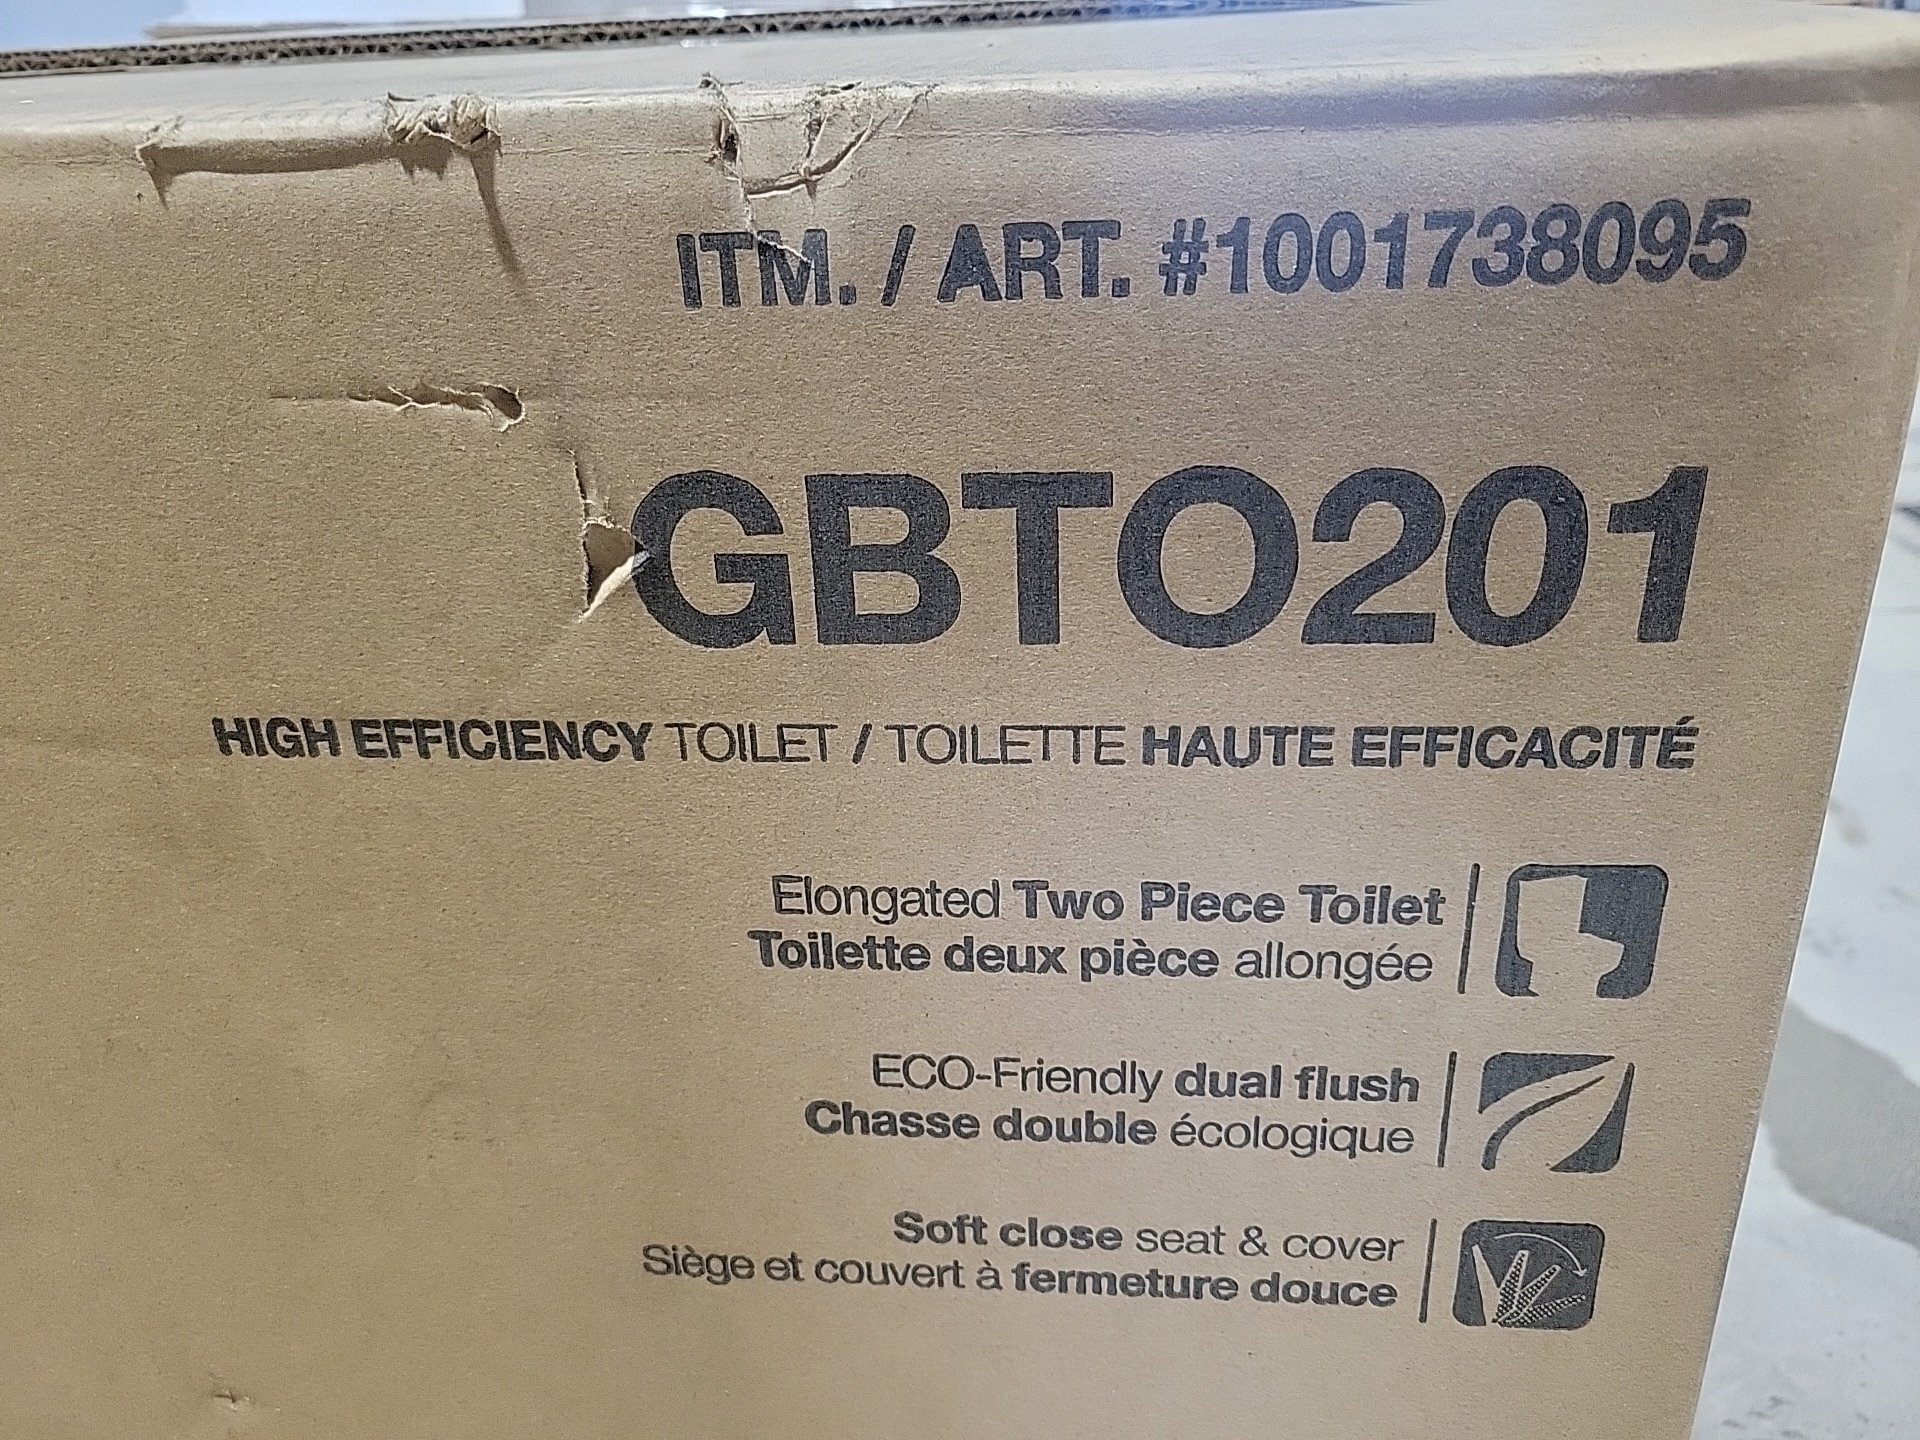 ITM. / ART. #1001738095
GBTO201
HIGH EFFICIENCY TOILET / TOILETTE HAUTE EFFICACITÉ
Elongated Two Piece Toilet
Toilette deux pièce allongée
ECO-Friendly dual flush
Chasse double écologique
Soft close seat & cover
Siège et couvert à fermeture douce